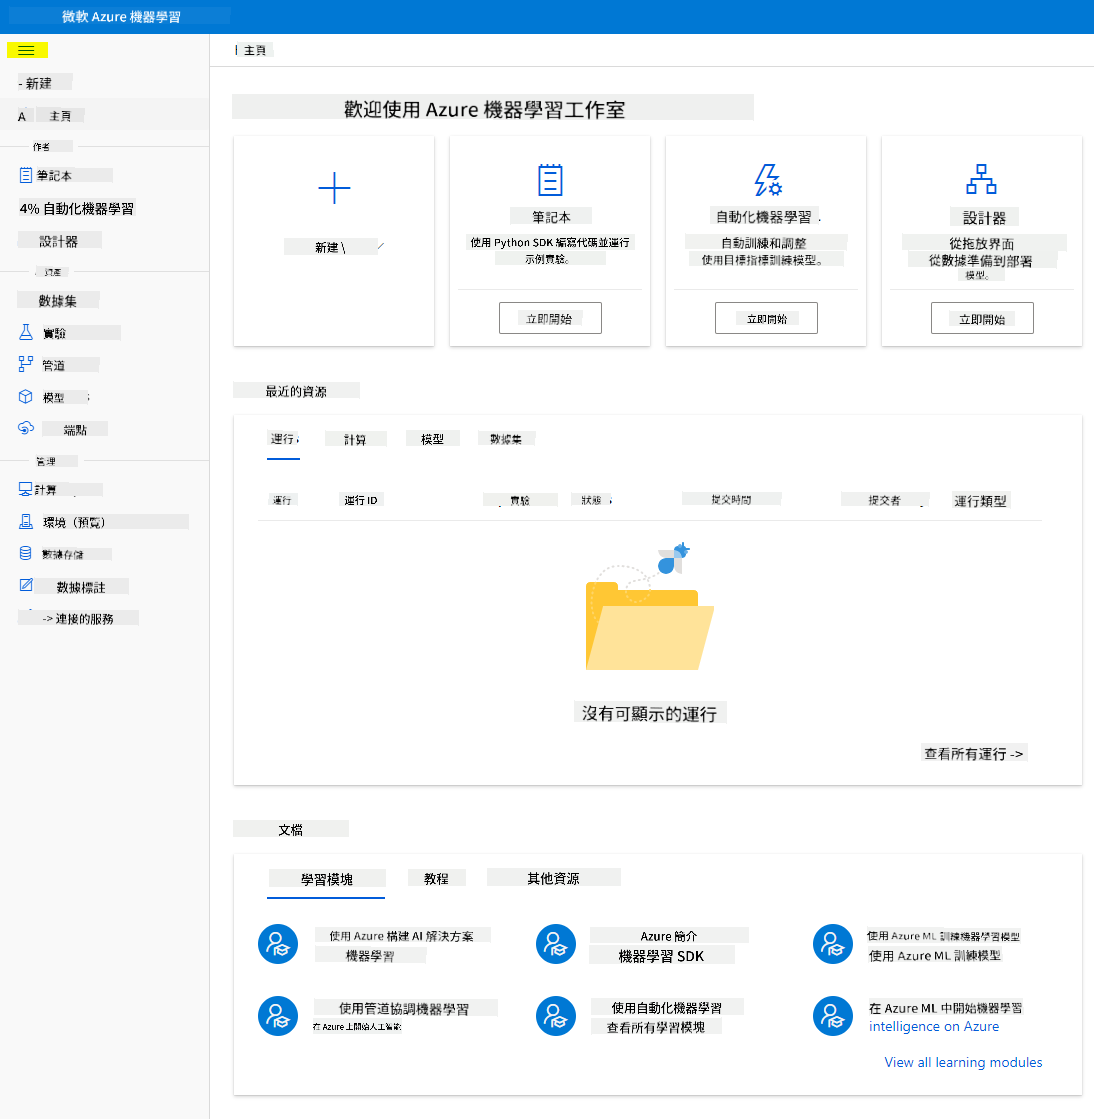 微軟 Azure 機器學習
主頁
- 新建
A 主頁
作者
筆記本
4% 自動化機器學習
設計器
資產
數據集
實驗
管道
模型
端點
管理
計算
環境（預覧）
數據存儲
數據標註
-> 連接的服務
歡迎使用 Azure 機器學習工作室
新建 \
筆記本
使用 Python SDK 編寫代碼並運行
示例實驗。
立即開始
自動化機器學習
自動訓練和調整
使用目標指標訓練模型。
立即開始
設計器
從拖放界面
從數據準備到部署
模型。
立即開始
最近的資源
運行 計算 模型 數據集
運行 運行 ID 實驗 狀態 提交時間 提交者 運行類型
沒有可顯示的運行
查看所有運行 ->
文檔
學習模塊 教程 其他資源
使用 Azure 構建 AI 解決方案
機器學習
Azure 簡介
機器學習 SDK
使用 Azure ML 訓練機器學習模型
使用 Azure ML 訓練模型
使用管道協調機器學習
在 Azure 上開始人工智能
使用自動化機器學習
查看所有學習模塊
在 Azure ML 中開始機器學習
intelligence on Azure
View all learning modules